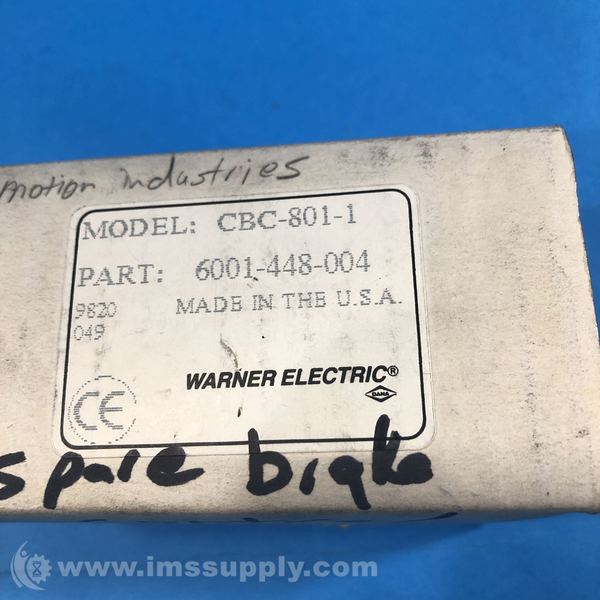 motion industries
MODEL: CBC-801-1
PART: 6001-448-004
9820 MADE IN THE U.S.A.
049
WARNER ELECTRIC®
DANA
CE
spare brake
www.imssupply.com